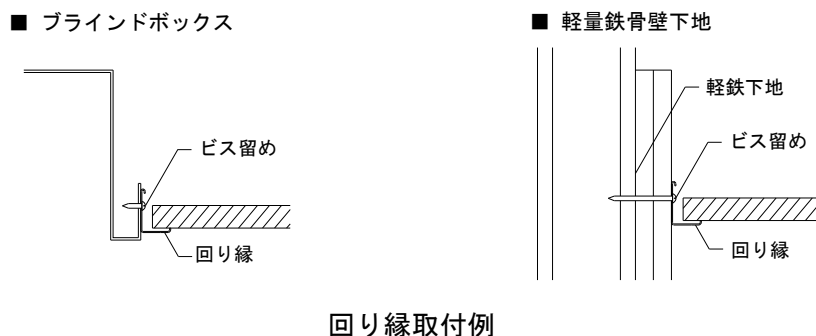 ■ ブラインドボックス
■ 軽量鉄骨壁下地
ビス留め
回り縁
軽鉄下地
ビス留め
回り縁
回り縁取付例